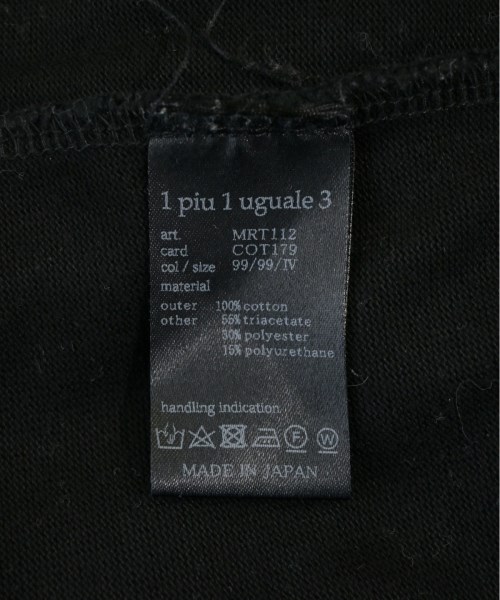 1 piu 1 uguale 3
art. MRT112
card COT179
col / size 99/99/IV
material
outer 100% cotton
other 55% triacetate
30% polyester
15% polyurethane
handling indication
F W
MADE IN JAPAN